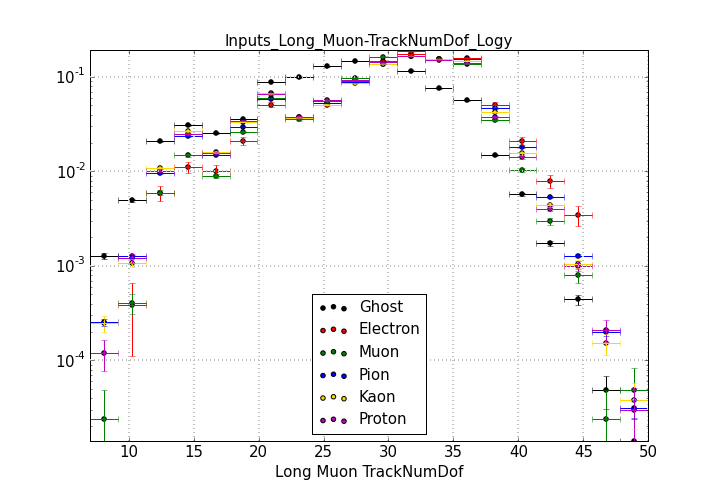 Inputs_Long_Muon-TrackNumDof_Logy
10^-1
10^-2
10^-3
10^-4
Ghost
Electron
Muon
Pion
Kaon
Proton
10 15 20 25 30 35 40 45 50
Long Muon TrackNumDof